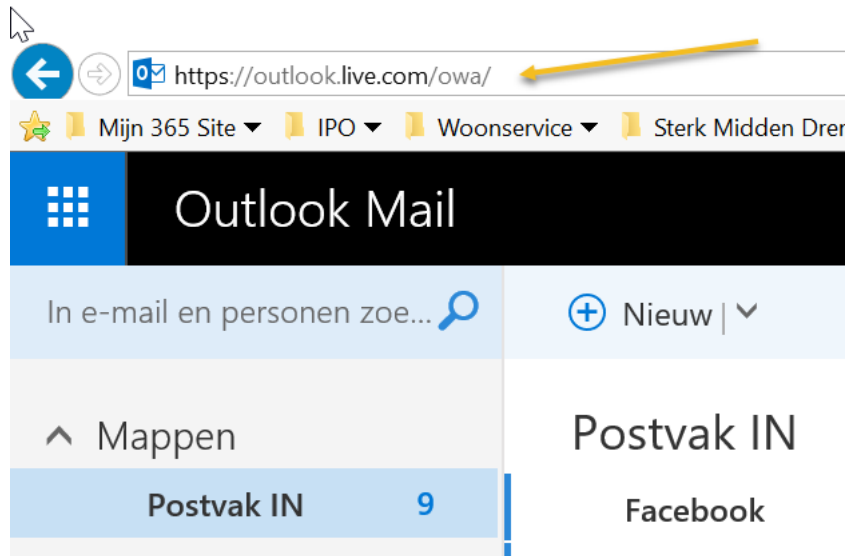 https://outlook.live.com/owa/
Mijn 365 Site IPO Woonservice Sterk Midden Drer
Outlook Mail
In e-mail en personen zoe... Nieuw
Mappen Postvak IN
Postvak IN 9 Facebook